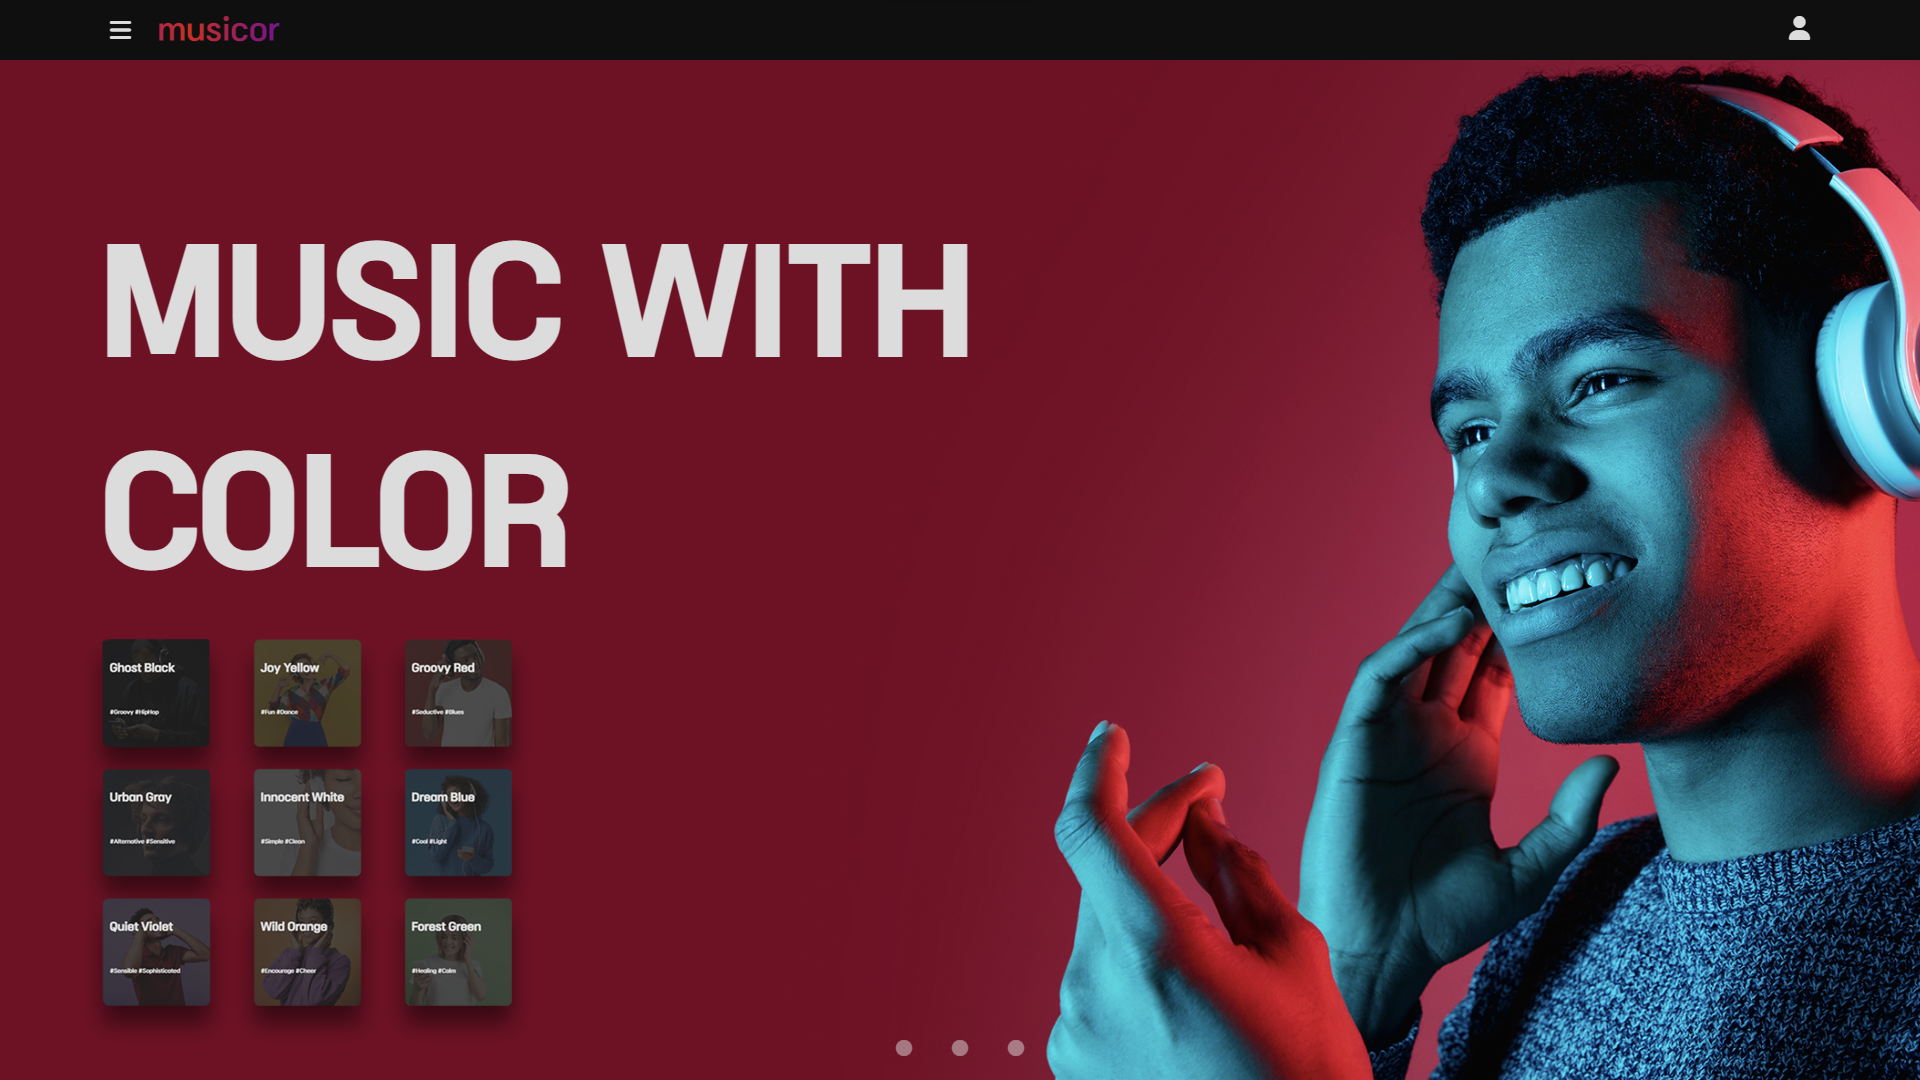 musicor
MUSIC WITH
COLOR
Ghost Black
#Groovy #HipHop
Joy Yellow
#Fun #Dance
Groovy Red
#Seductive #Blues
Urban Gray
#Alternative #Sensitive
Innocent White
#Simple #Clean
Dream Blue
#Cool #Light
Quiet Violet
#Sensible #Sophisticated
Wild Orange
#Encourage #Cheer
Forest Green
#Healing #Calm